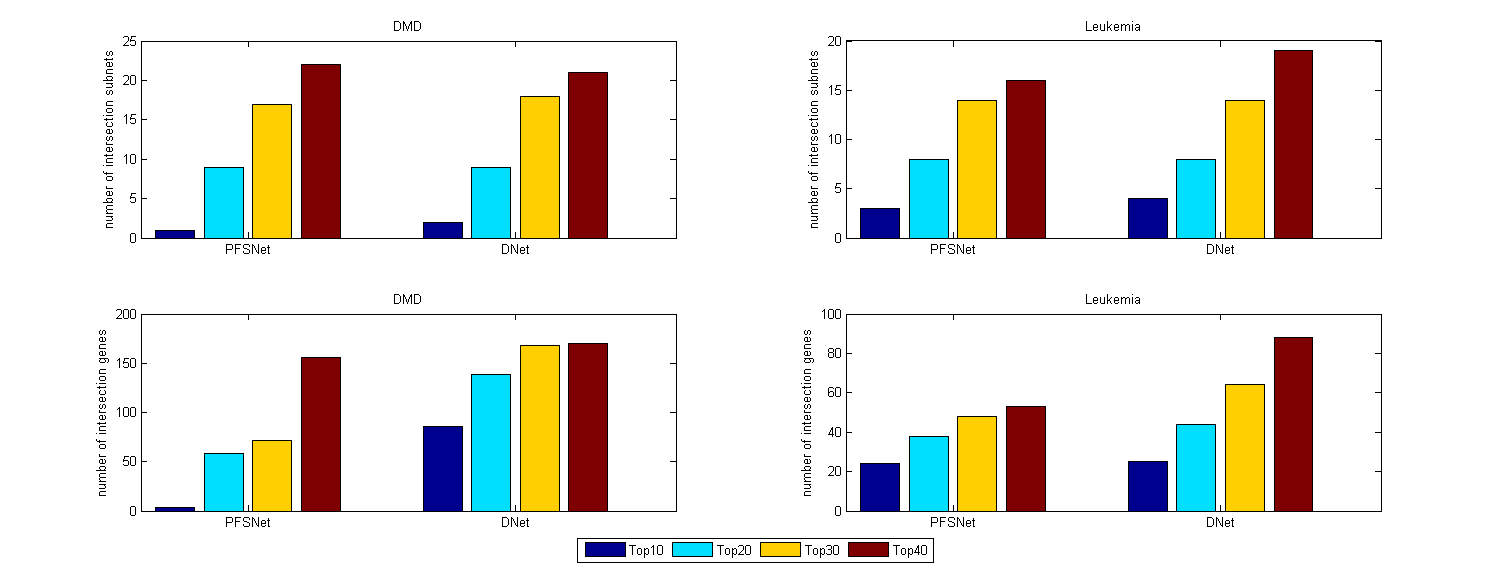 DMD
number of intersection subnets
25
20
15
10
5
0
PFSNet DNet
Leukemia
number of intersection subnets
20
15
10
5
0
PFSNet DNet
DMD
number of intersection genes
200
150
100
50
0
PFSNet DNet
Leukemia
number of intersection genes
100
80
60
40
20
0
PFSNet DNet
Top10 Top20 Top30 Top40